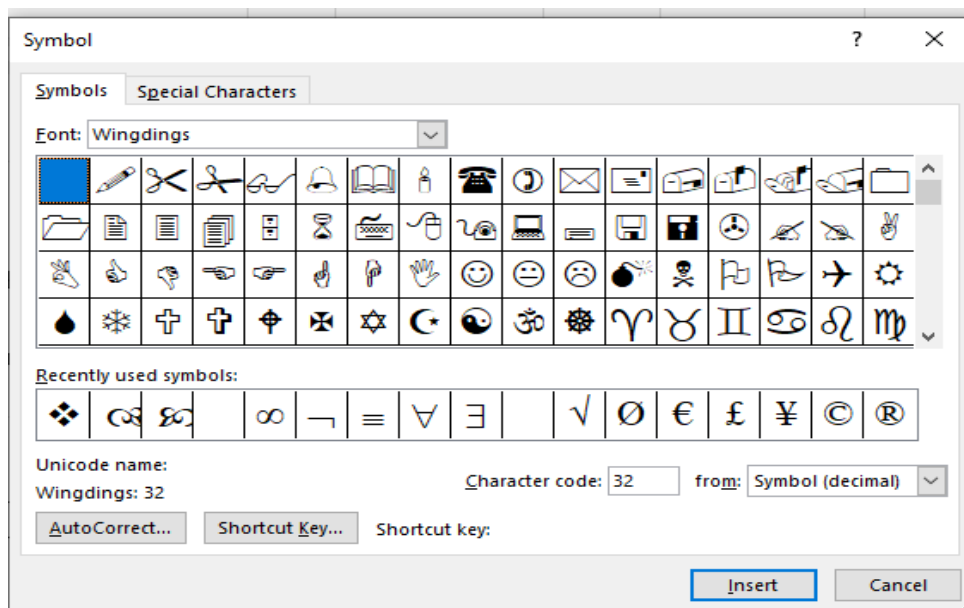 Symbol ?
Symbols Special Characters
Font: Wingdings
Recently used symbols:
∞ ¬ ≡ ∀ ∃ √ Ø € £ ¥ © ®
Unicode name:
Wingdings: 32
Character code: 32 from: Symbol (decimal)
AutoCorrect... Shortcut Key... Shortcut key:
Insert Cancel